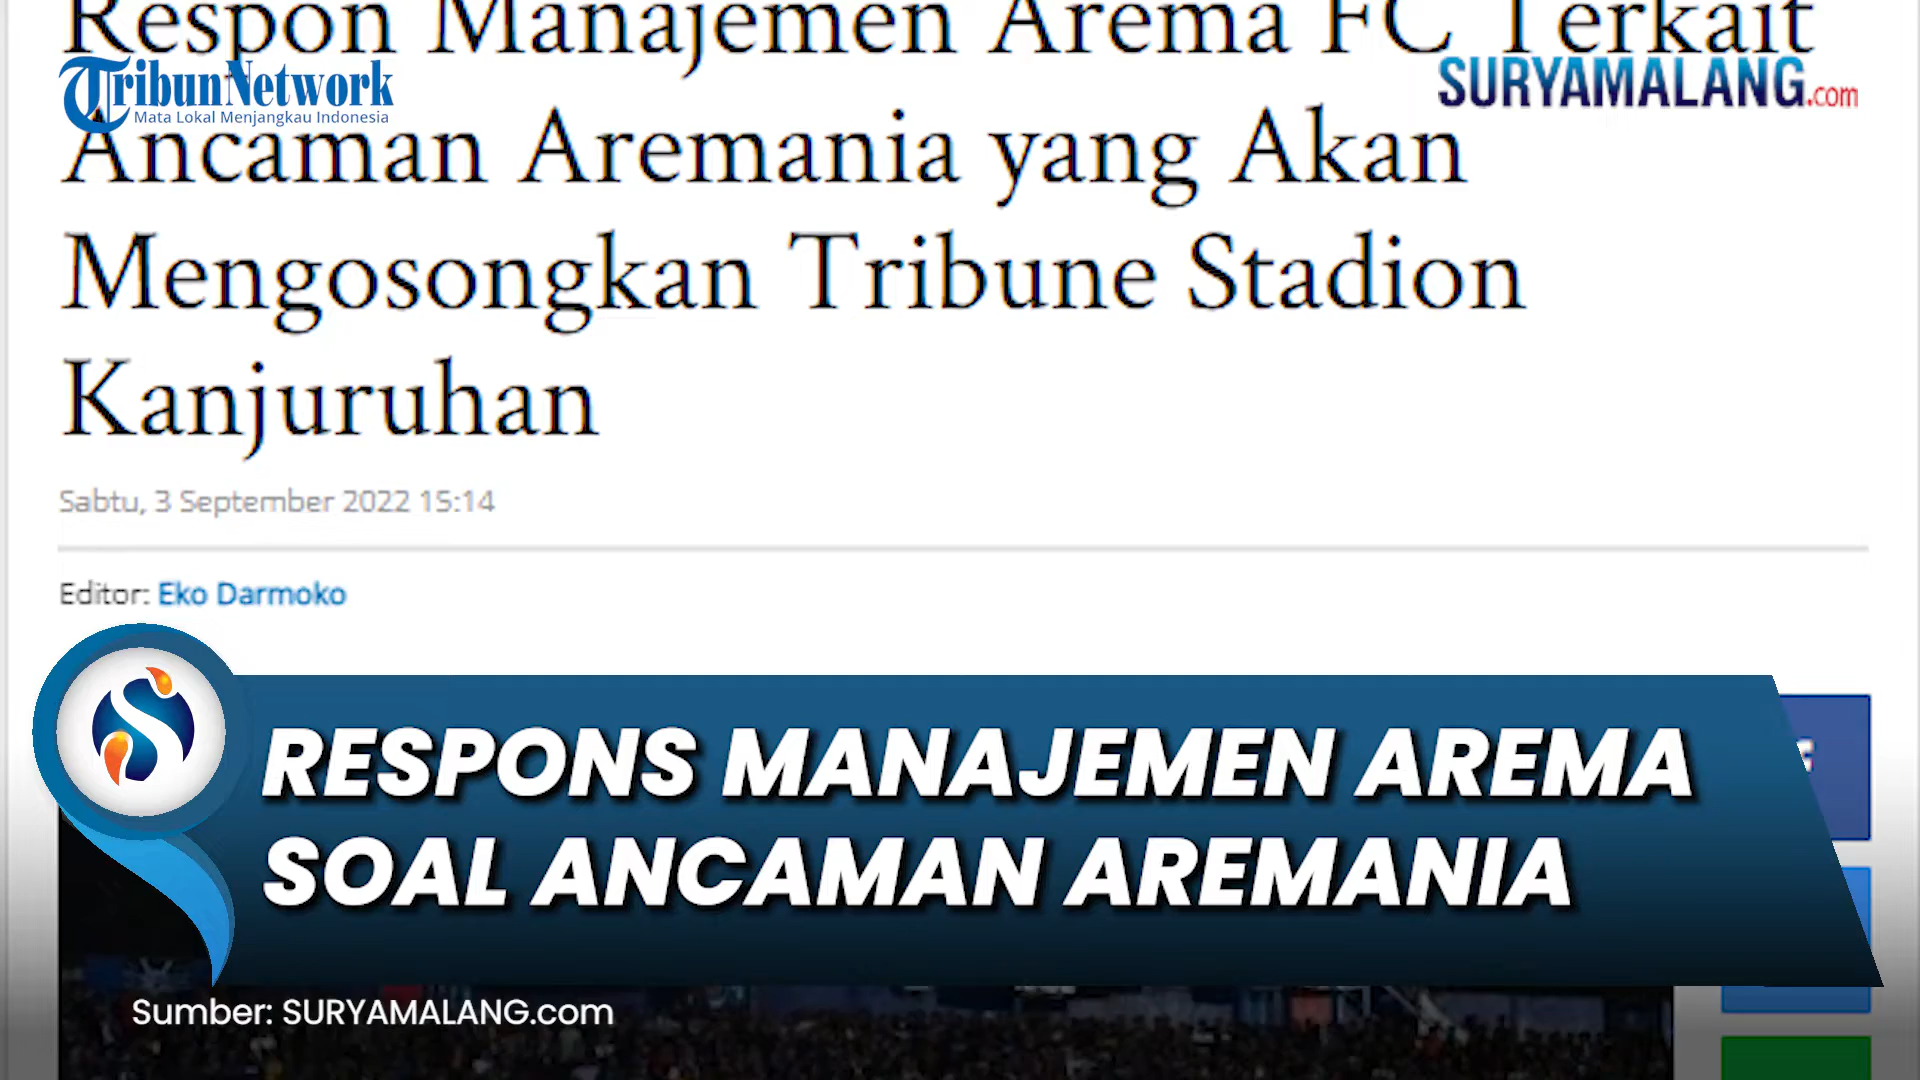 Respon Manajemen Arema FC Terkait
TribunNetwork
Mata Lokal Menjangkau Indonesia
SURYAMALANG.com
Ancaman Aremania yang Akan
Mengosongkan Tribune Stadion
Kanjuruhan
Sabtu, 3 September 2022 15:14
Editor: Eko Darmoko
RESPONS MANAJEMEN AREMA
SOAL ANCAMAN AREMANIA
Sumber: SURYAMALANG.com